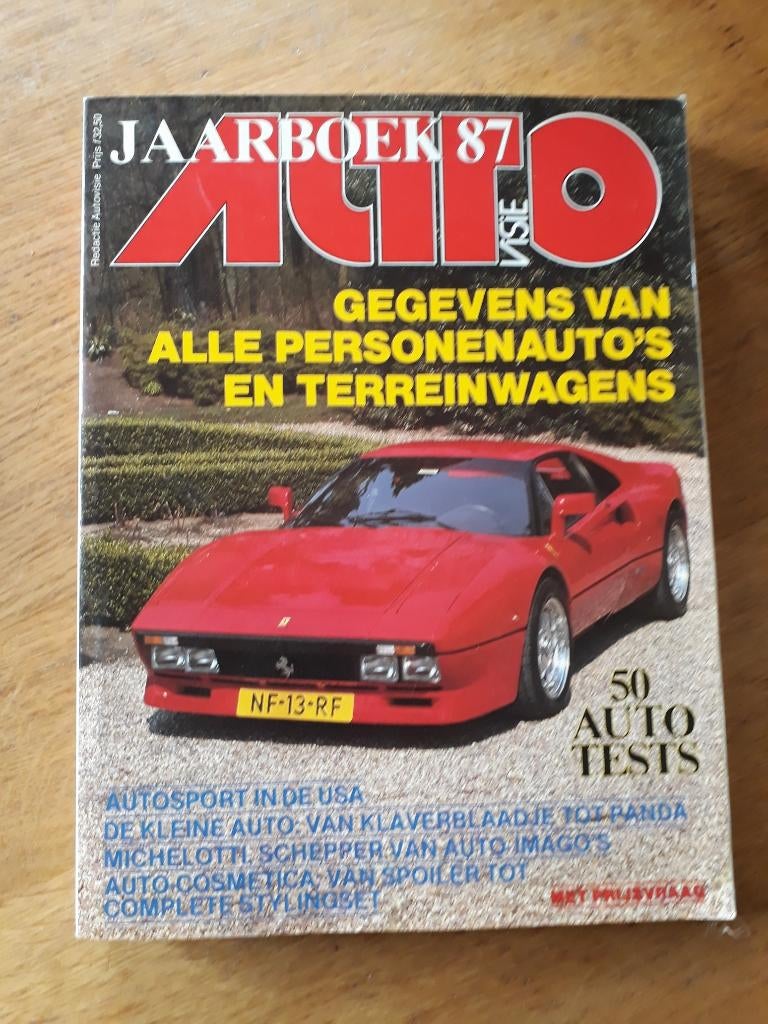 Redactie Autovisie Prijs f 32,50
JAARBOEK 87
AUTO
VISIE
GEGEVENS VAN
ALLE PERSONENAUTO'S
EN TERREINWAGENS
NF-13-RF
50
AUTO
TESTS
AUTOSPORT IN DE USA
DE KLEINE AUTO: VAN KLAVERBLAADJE TOT PANDA
MICHELOTTI, SCHEPPER VAN AUTO-IMAGO'S
AUTO-COSMETICA: VAN SPOILER TOT
COMPLETE STYLINGSET
MET PRIJSVRAAG